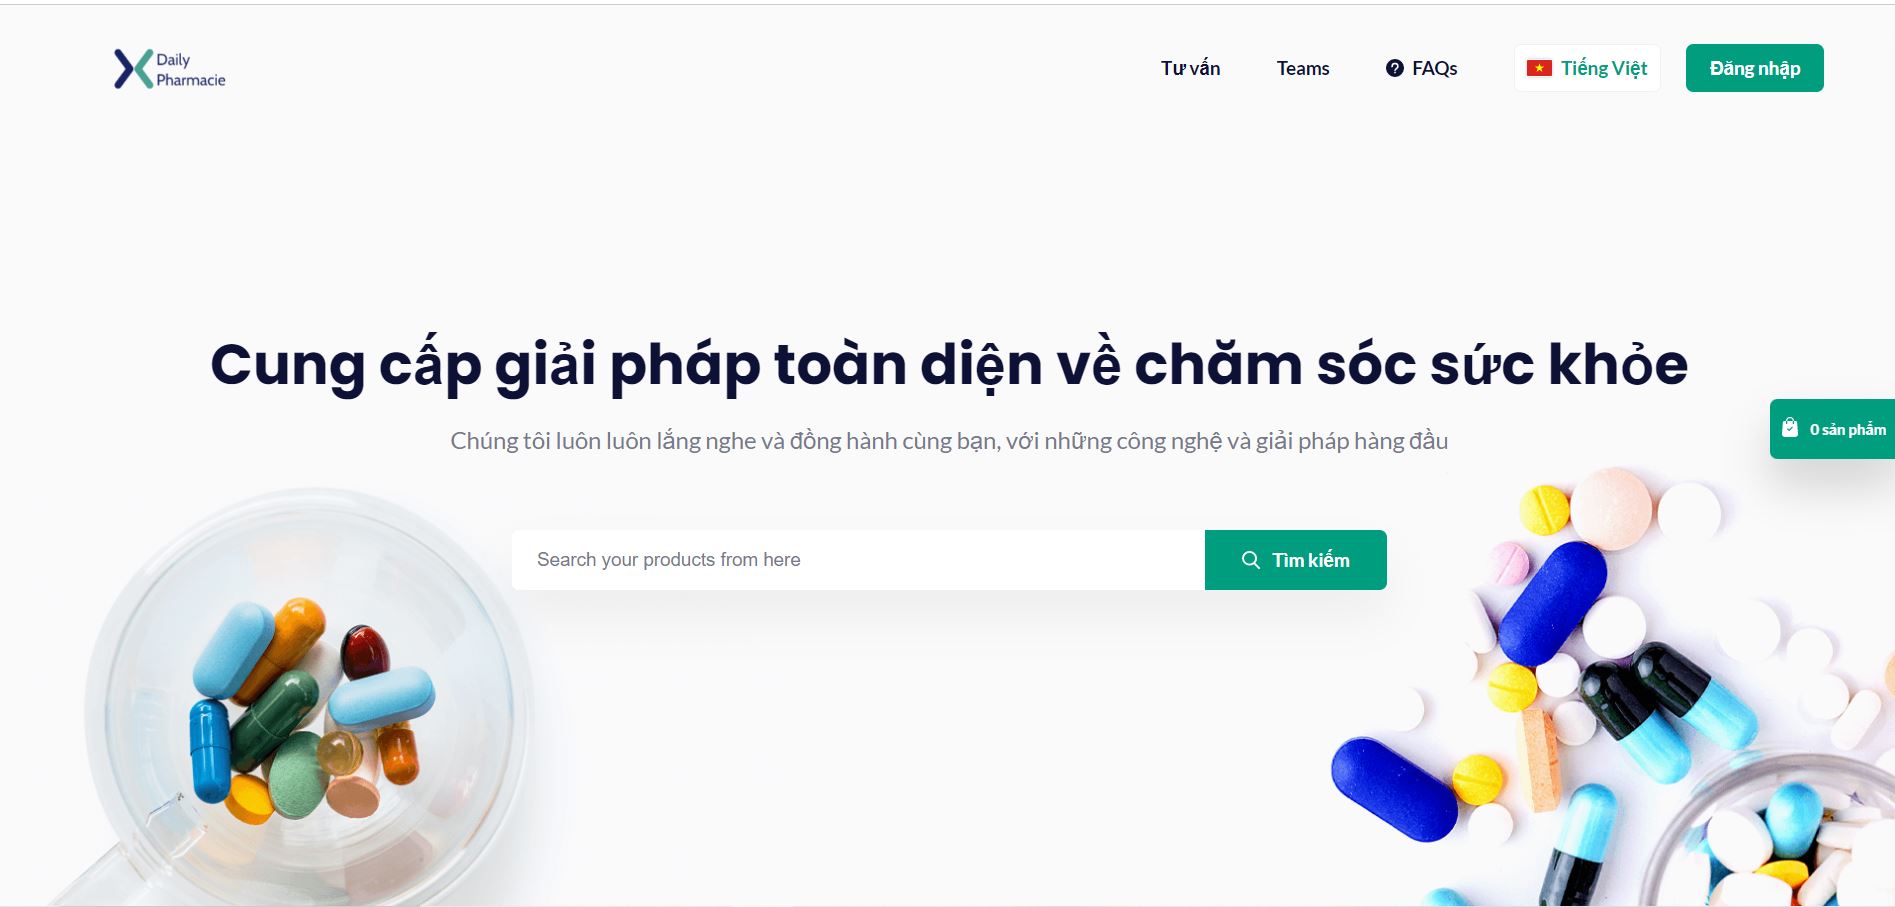 Daily
Pharmacie
Tư vấn
Teams
FAQs
Tiếng Việt
Đăng nhập
Cung cấp giải pháp toàn diện về chăm sóc sức khỏe
Chúng tôi luôn luôn lắng nghe và đồng hành cùng bạn, với những công nghệ và giải pháp hàng đầu
0 sản phẩm
Search your products from here
Tìm kiếm